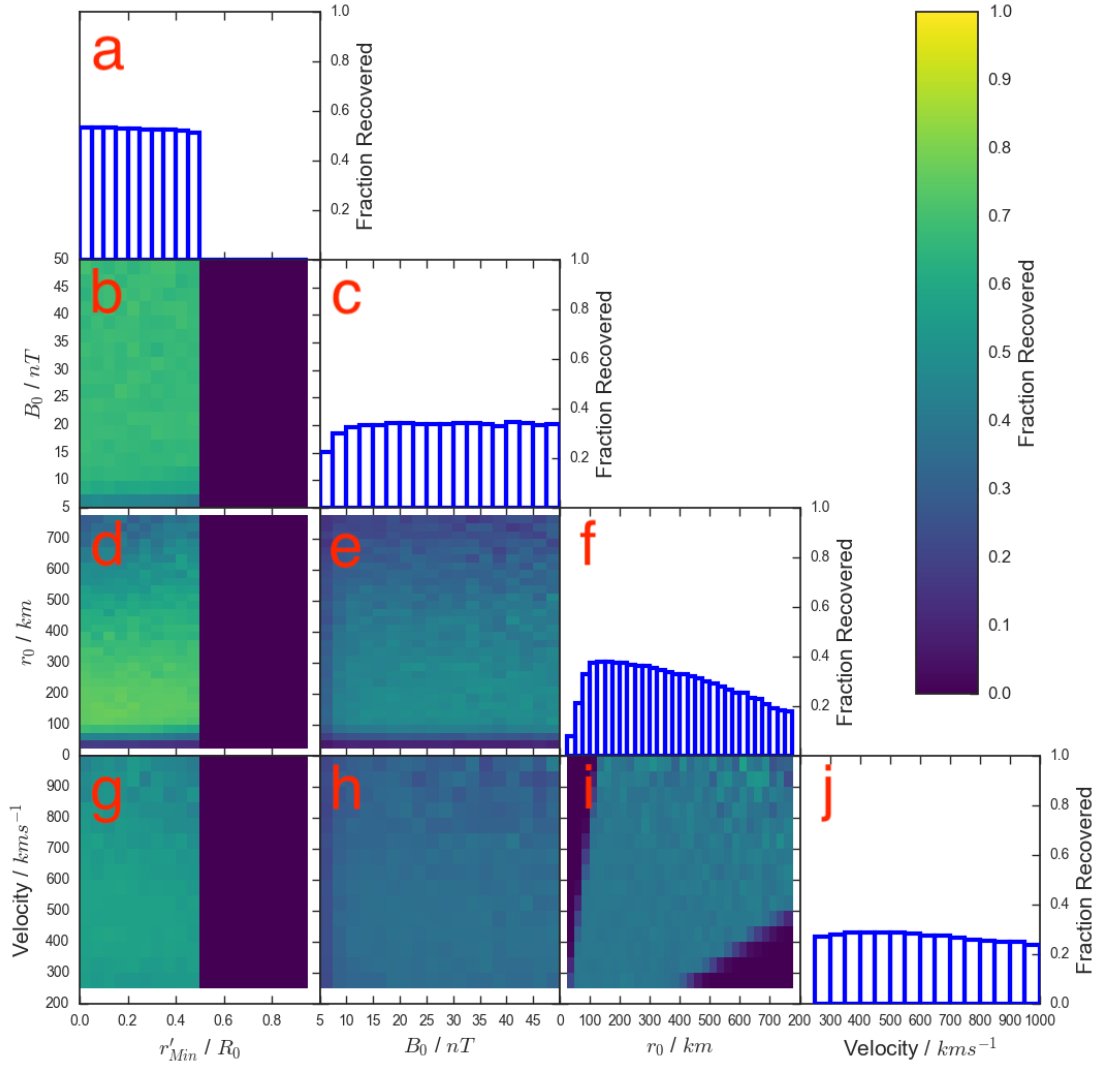 a
1.0
0.8
0.6
0.4
0.2
Fraction Recovered
1.0
0.9
0.8
0.7
0.6
0.5
0.4
0.3
0.2
0.1
0.0
Fraction Recovered
b
50
45
40
35
30
25
20
15
10
5
B₀ / nT
c
1.0
0.8
0.6
0.4
0.2
Fraction Recovered
d
700
600
500
400
300
200
100
0
r₀ / km
e
f
1.0
0.8
0.6
0.4
0.2
Fraction Recovered
g
900
800
700
600
500
400
300
200
Velocity / kms⁻¹
h
i
j
1.0
0.8
0.6
0.4
0.2
0.0
Fraction Recovered
0.0 0.2 0.4 0.6 0.8
5 10 15 20 25 30 35 40 45
0 100 200 300 400 500 600 700
200 300 400 500 600 700 800 900 1000
r′Min / R₀
B₀ / nT
r₀ / km
Velocity / kms⁻¹